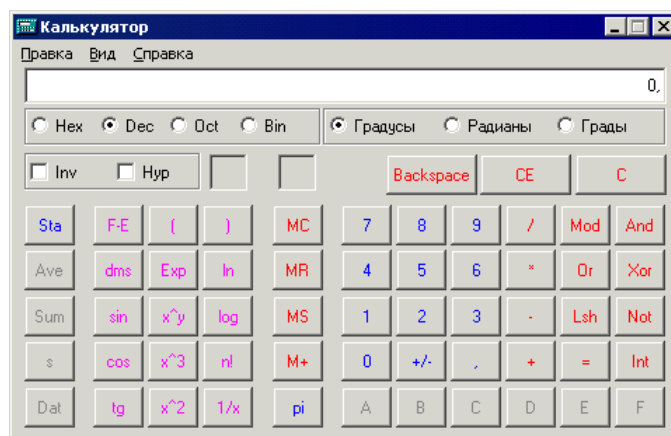 Калькулятор
Правка Вид Справка
0,
Hex Dec Oct Bin Градусы Радианы Грады
Inv Hyp Backspace CE C
Sta F-E ( ) MC 7 8 9 / Mod And
Ave dms Exp ln MR 4 5 6 * Or Xor
Sum sin x^y log MS 1 2 3 - Lsh Not
s cos x^3 n! M+ 0 +/- , + = Int
Dat tg x^2 1/x pi A B C D E F